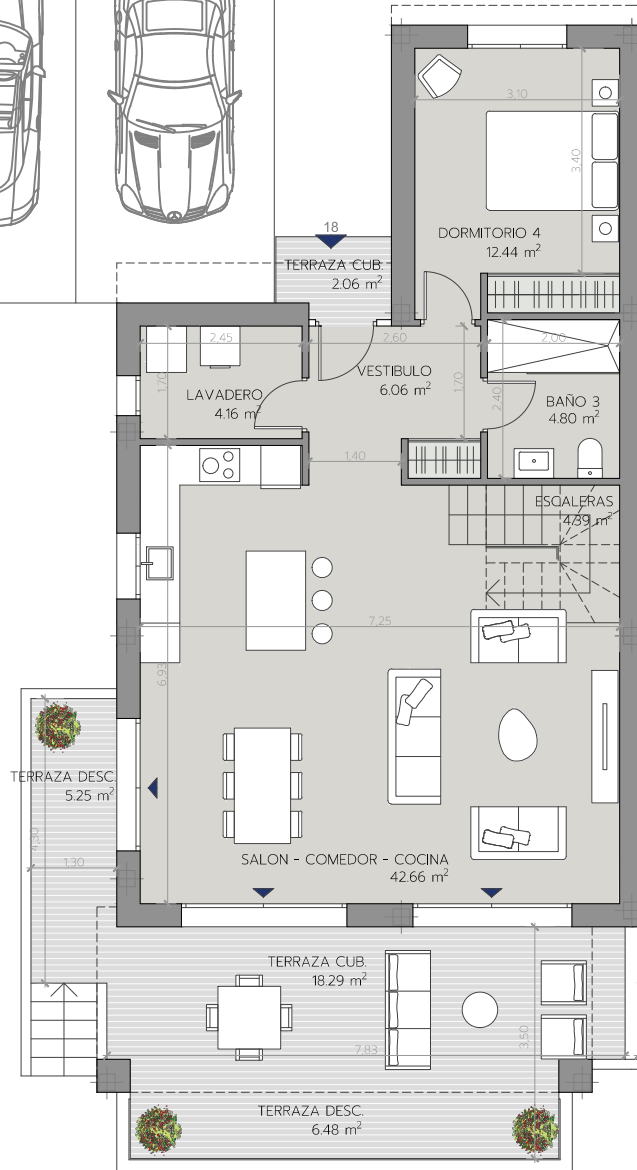 3,10
3,40
DORMITORIO 4
12.44 m²
18
TERRAZA CUB.
2.06 m²
2,45
2,60
2,00
1,70
LAVADERO
4.16 m²
VESTIBULO
6.06 m²
1,70
2,40
BAÑO 3
4.80 m²
1,40
ESCALERAS
4.39 m²
7,25
6,93
TERRAZA DESC.
5.25 m²
4,30
1,30
SALON - COMEDOR - COCINA
42.66 m²
TERRAZA CUB.
18.29 m²
3,50
7,83
TERRAZA DESC.
6.48 m²